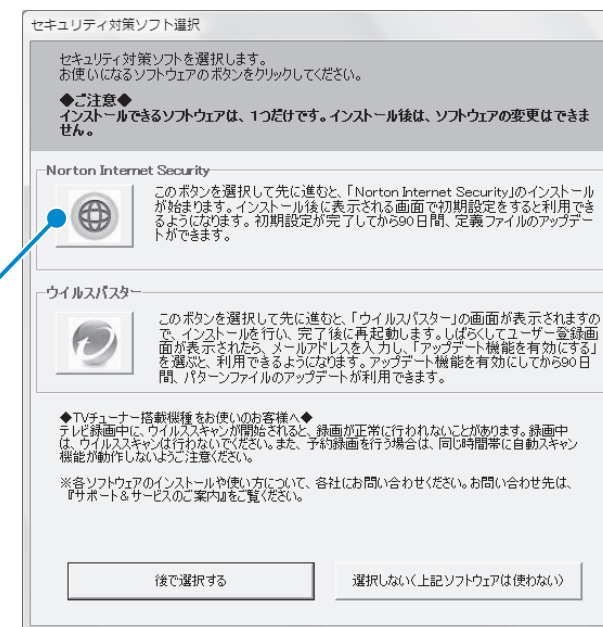 セキュリティ対策ソフト選択
セキュリティ対策ソフトを選択します。
お使いになるソフトウェアのボタンをクリックしてください。
◆ご注意◆
インストールできるソフトウェアは、1つだけです。インストール後は、ソフトウェアの変更はできま
せん。
Norton Internet Security
このボタンを選択して先に進むと、「Norton Internet Security」のインストール
が始まります。インストール後に表示される画面で初期設定をすると利用でき
るようになります。初期設定が完了してから90日間、定義ファイルのアップデー
トができます。
ウイルスバスター
このボタンを選択して先に進むと、「ウイルスバスター」の画面が表示されますの
で、インストールを行い、完了後に再起動します。しばらくしてユーザー登録画
面が表示されたら、メールアドレスを入力し、「アップデート機能を有効にする」
を選ぶと、利用できるようになります。アップデート機能を有効にしてから90日
間、パターンファイルのアップデートが利用できます。
◆TVチューナー搭載機種をお使いのお客様へ◆
テレビ録画中に、ウイルススキャンが開始されると、録画が正常に行われないことがあります。録画中
は、ウイルススキャンは行わないでください。また、予約録画を行う場合は、同じ時間帯に自動スキャン
機能が動作しないようご注意ください。
※各ソフトウェアのインストールや使い方について、各社にお問い合わせください。お問い合わせ先は、
『サポート&サービスのご案内』をご覧ください。
後で選択する
選択しない(上記ソフトウェアは使わない)